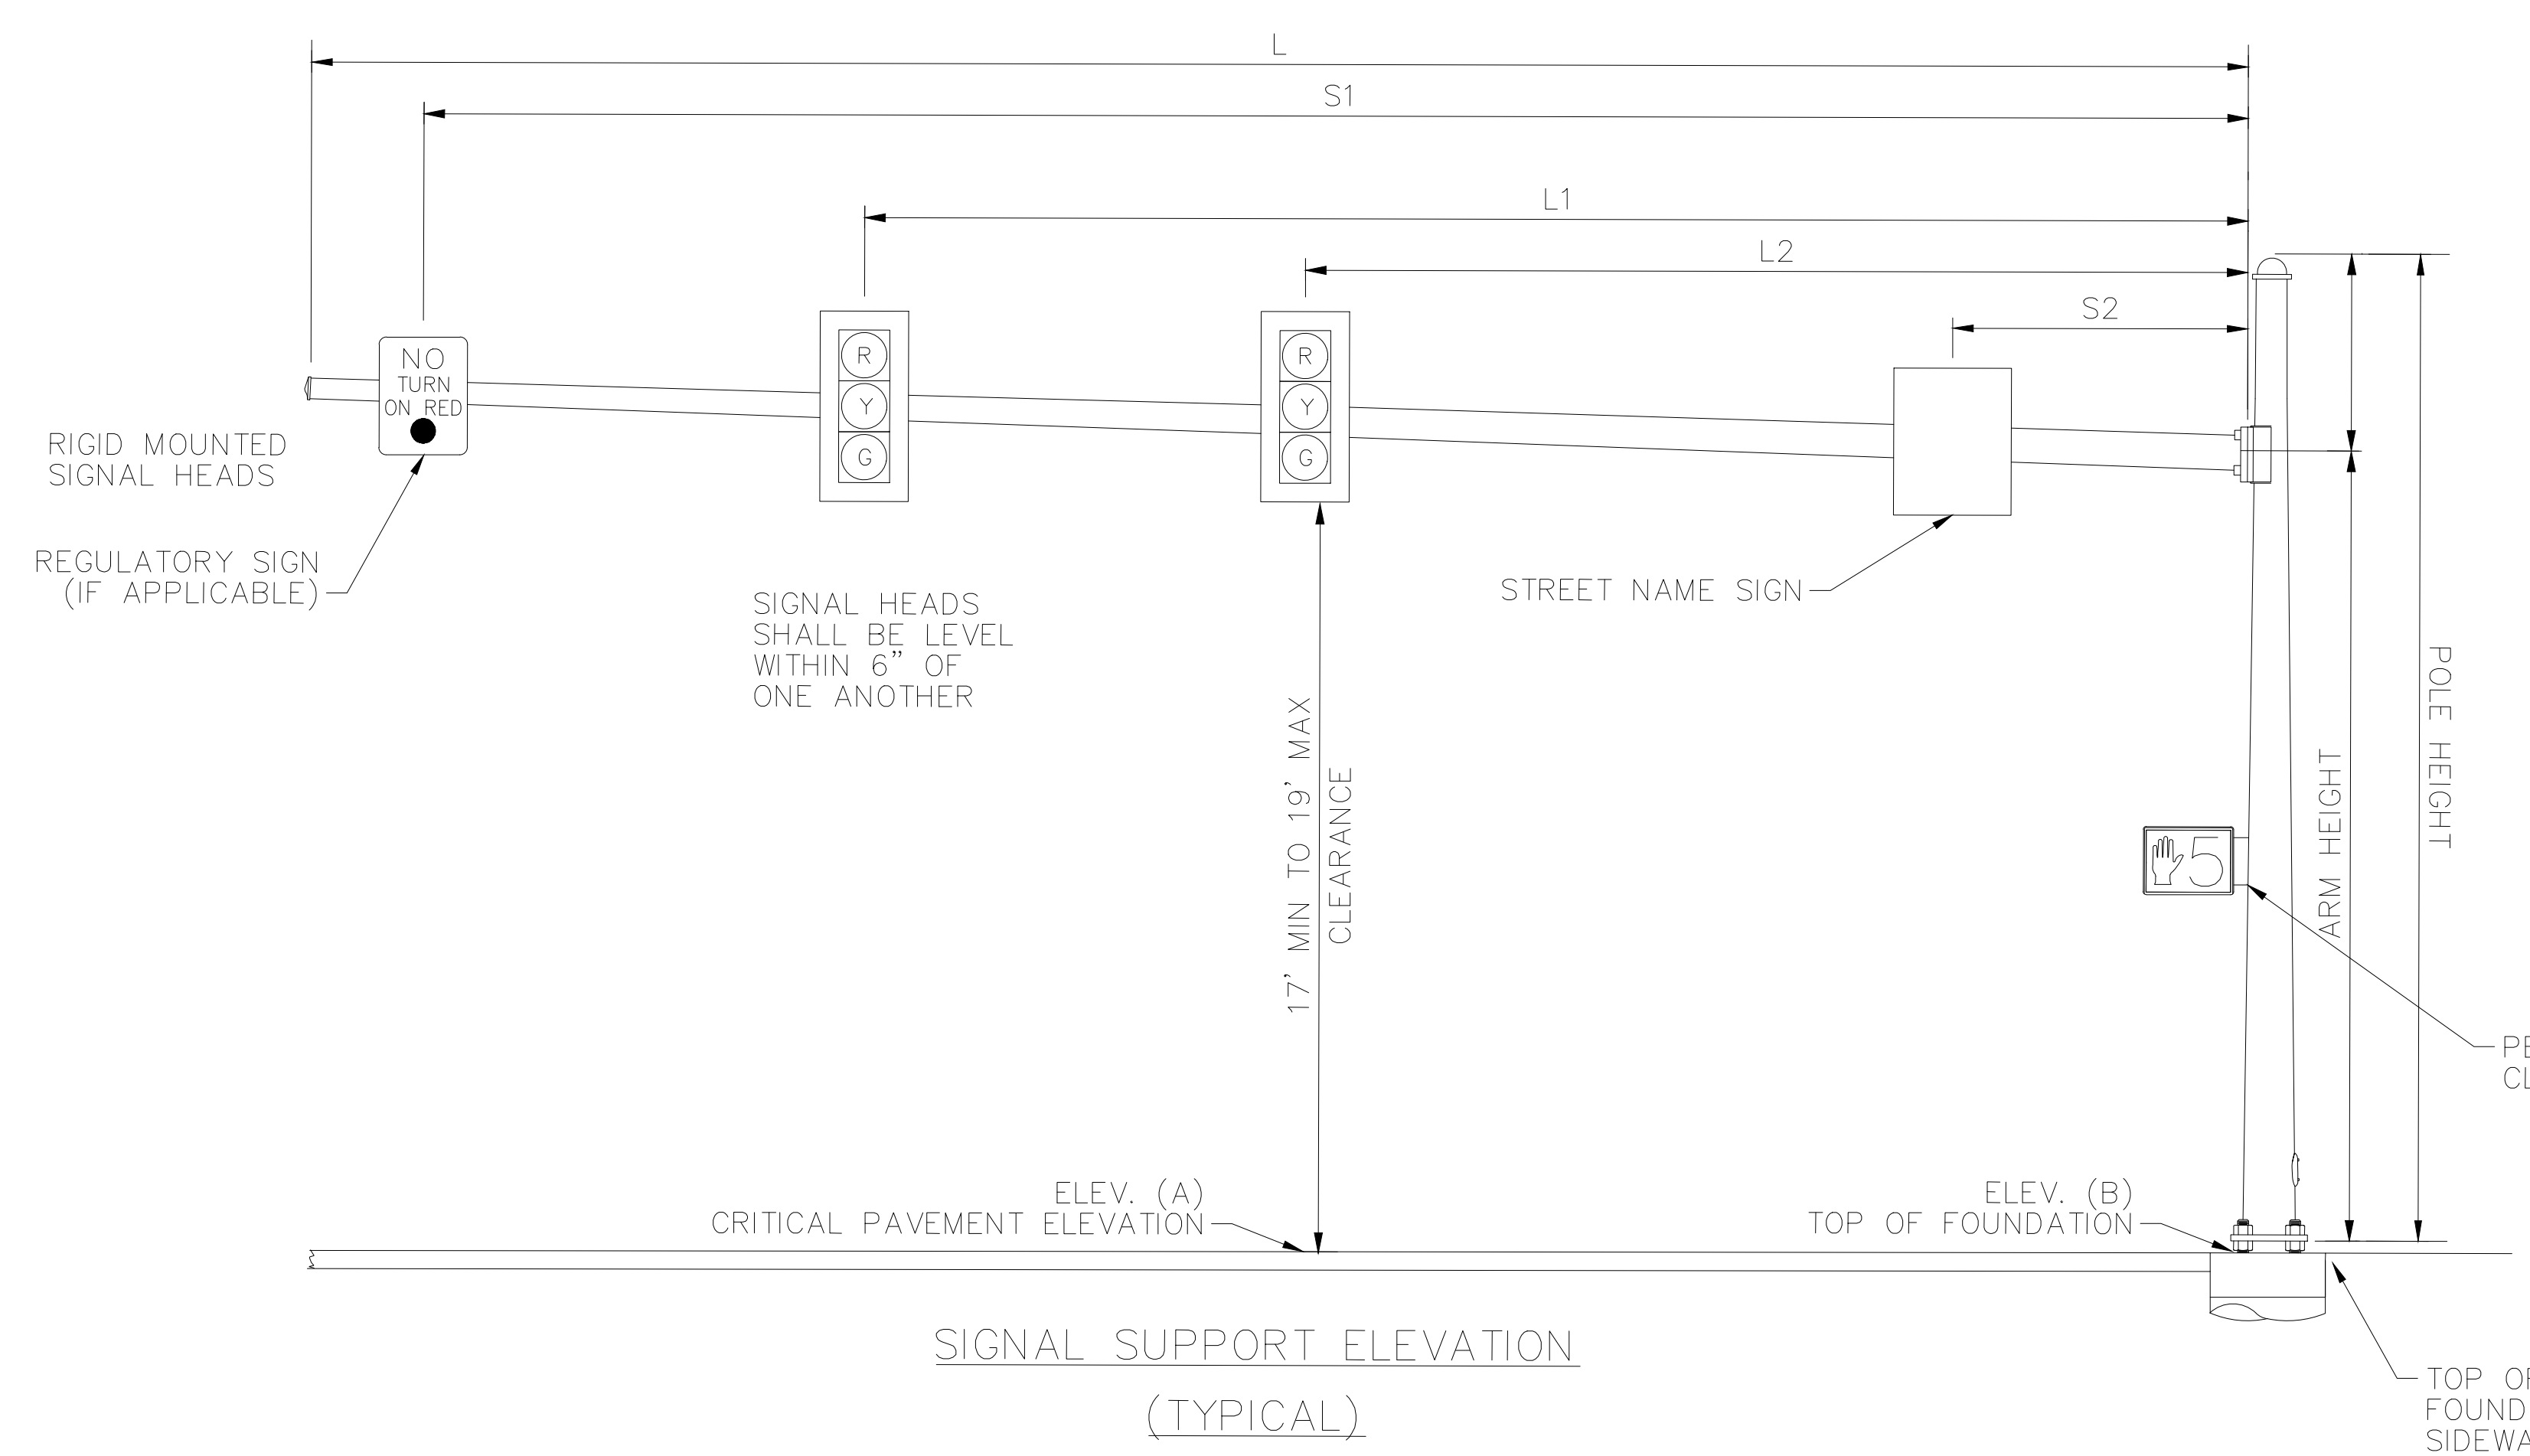 L
S1
L1
L2
S2
NO
TURN
ON RED
R
Y
G
R
Y
G
RIGID MOUNTED
SIGNAL HEADS
REGULATORY SIGN
(IF APPLICABLE)
SIGNAL HEADS
SHALL BE LEVEL
WITHIN 6” OF
ONE ANOTHER
STREET NAME SIGN
17’ MIN TO 19’ MAX
CLEARANCE
5
ARM HEIGHT
POLE HEIGHT
ELEV. (A)
CRITICAL PAVEMENT ELEVATION
ELEV. (B)
TOP OF FOUNDATION
TOP
SIGNAL SUPPORT ELEVATION
(TYPICAL)